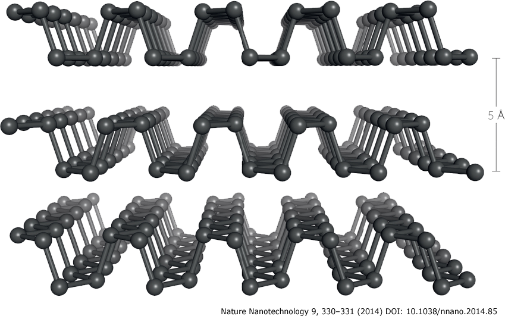 5 Å
Nature Nanotechnology 9, 330–331 (2014) DOI: 10.1038/nnano.2014.85